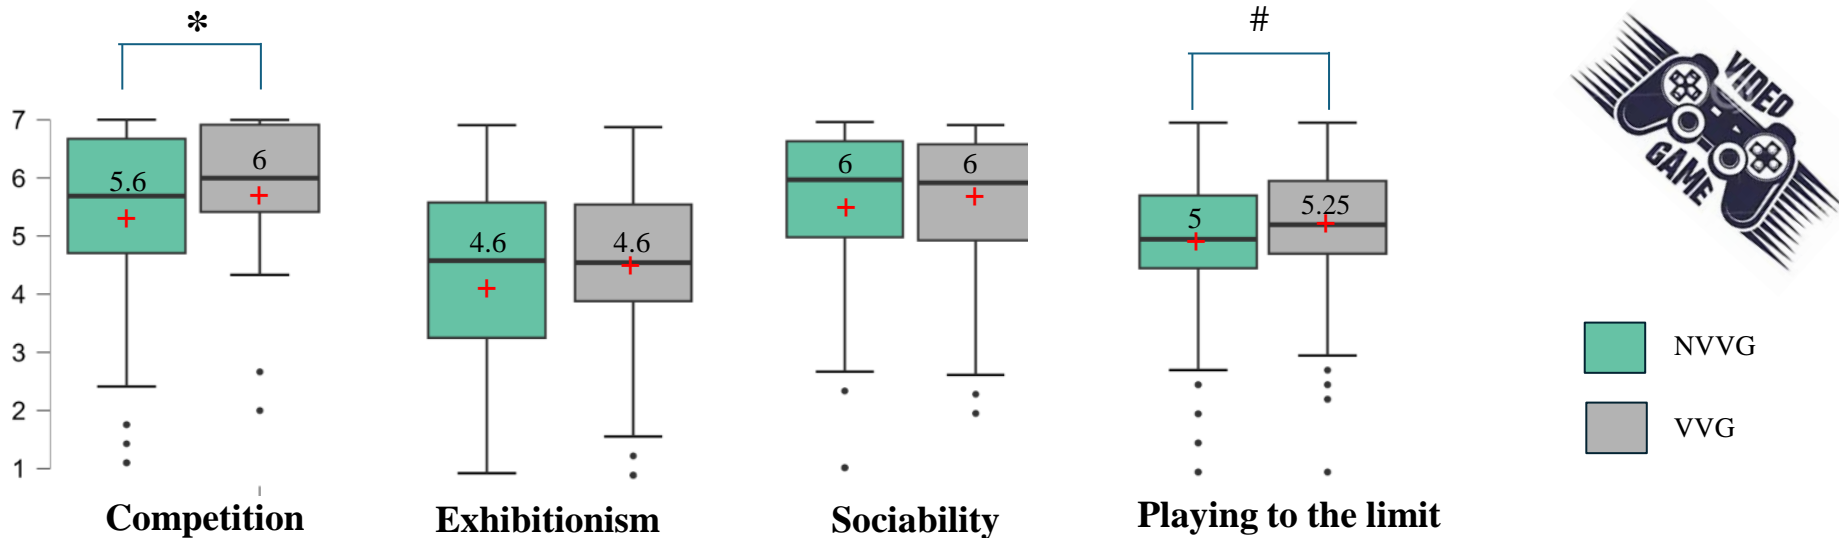 *
#
7
6
5
4
3
2
1
5.6
6
4.6
4.6
6
6
5
5.25
Competition
Exhibitionism
Sociability
Playing to the limit
VIDEO
GAME
NVVG
VVG